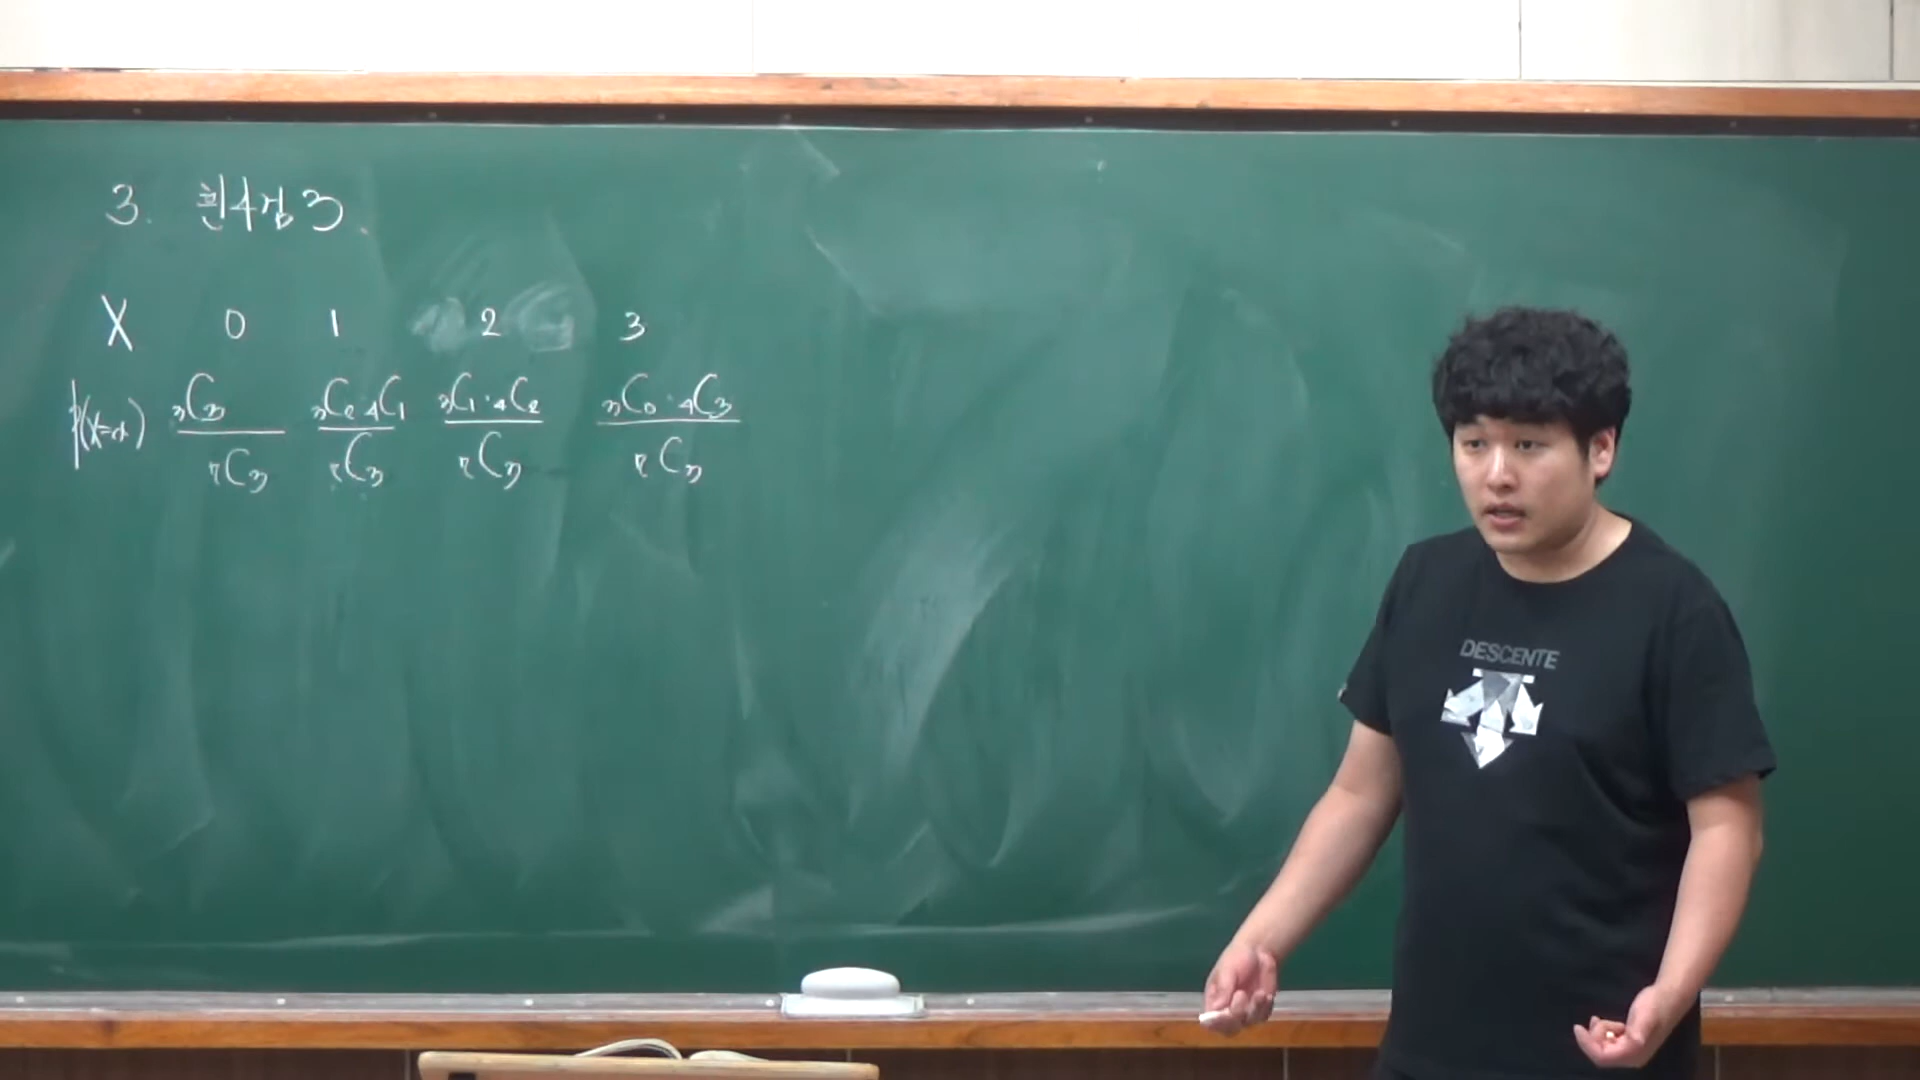 3. 흰4검3.
X 0 1 2 3
P(X=x) ₃C₃/₇C₃ ₃C₂ ₄C₁/₇C₃ ₃C₁·₄C₂/₇C₃ ₃C₀·₄C₃/₇C₃
DESCENTE